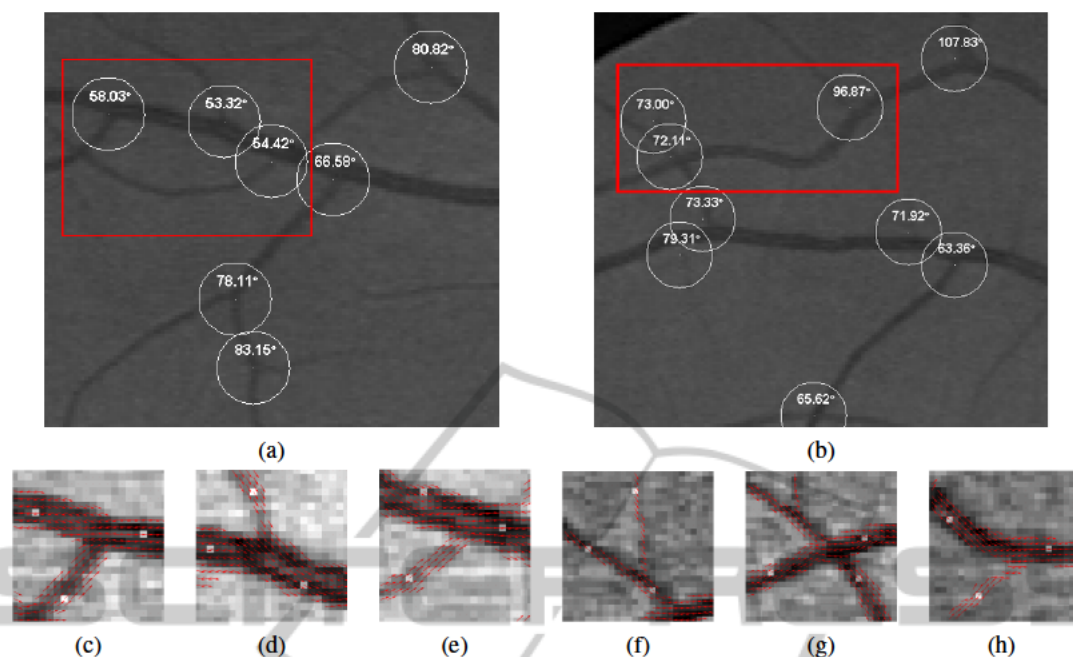 80.82°
58.03°
53.32°
54.42°
66.58°
78.11°
83.15°
107.83°
96.87°
73.00°
72.11°
73.33°
71.92°
79.31°
63.36°
65.62°
(a)
(b)
(c)
(d)
(e)
(f)
(g)
(h)